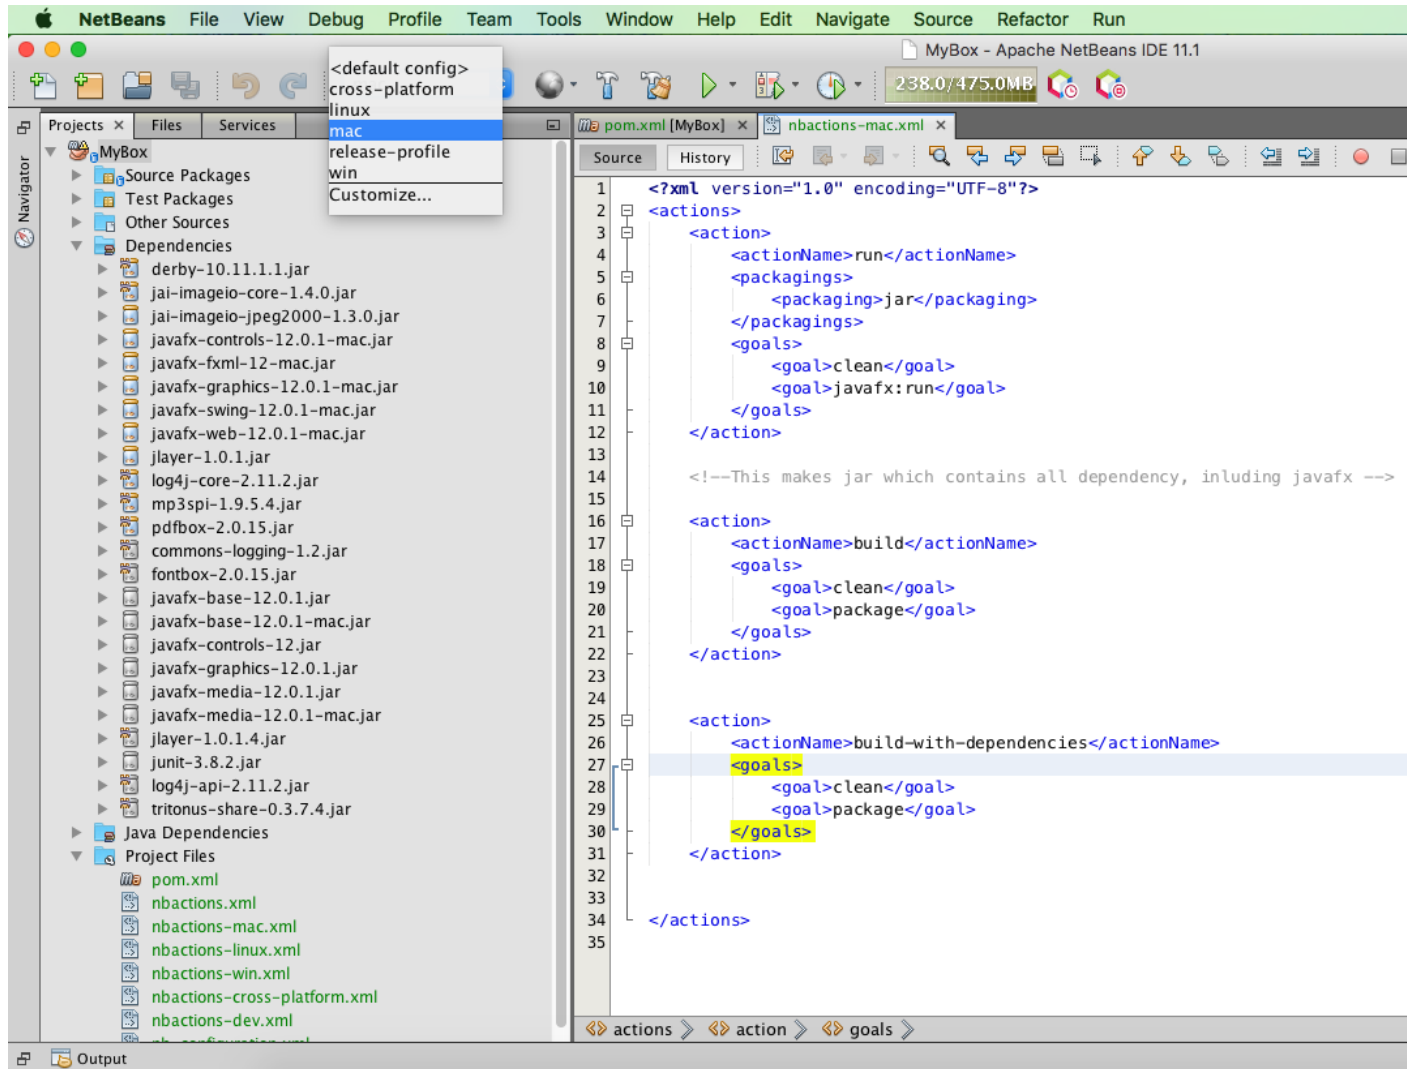 NetBeans File View Debug Profile Team Tools Window Help Edit Navigate Source Refactor Run
MyBox - Apache NetBeans IDE 11.1
<default config>
cross-platform
linux
mac
release-profile
win
Customize...
238.0/475.0MB
Projects × Files Services
Navigator
MyBox
Source Packages
Test Packages
Other Sources
Dependencies
derby-10.11.1.1.jar
jai-imageio-core-1.4.0.jar
jai-imageio-jpeg2000-1.3.0.jar
javafx-controls-12.0.1-mac.jar
javafx-fxml-12-mac.jar
javafx-graphics-12.0.1-mac.jar
javafx-swing-12.0.1-mac.jar
javafx-web-12.0.1-mac.jar
jlayer-1.0.1.jar
log4j-core-2.11.2.jar
mp3spi-1.9.5.4.jar
pdfbox-2.0.15.jar
commons-logging-1.2.jar
fontbox-2.0.15.jar
javafx-base-12.0.1.jar
javafx-base-12.0.1-mac.jar
javafx-controls-12.jar
javafx-graphics-12.0.1.jar
javafx-media-12.0.1.jar
javafx-media-12.0.1-mac.jar
jlayer-1.0.1.4.jar
junit-3.8.2.jar
log4j-api-2.11.2.jar
tritonus-share-0.3.7.4.jar
Java Dependencies
Project Files
pom.xml
nbactions.xml
nbactions-mac.xml
nbactions-linux.xml
nbactions-win.xml
nbactions-cross-platform.xml
nbactions-dev.xml
pom.xml [MyBox] × nbactions-mac.xml ×
Source History
1 <?xml version="1.0" encoding="UTF-8"?>
2 <actions>
3 <action>
4 <actionName>run</actionName>
5 <packagings>
6 <packaging>jar</packaging>
7 </packagings>
8 <goals>
9 <goal>clean</goal>
10 <goal>javafx:run</goal>
11 </goals>
12 </action>
13
14 <!--This makes jar which contains all dependency, inluding javafx -->
15
16 <action>
17 <actionName>build</actionName>
18 <goals>
19 <goal>clean</goal>
20 <goal>package</goal>
21 </goals>
22 </action>
23
24
25 <action>
26 <actionName>build-with-dependencies</actionName>
27 <goals>
28 <goal>clean</goal>
29 <goal>package</goal>
30 </goals>
31 </action>
32
33
34 </actions>
35
actions action goals
Output